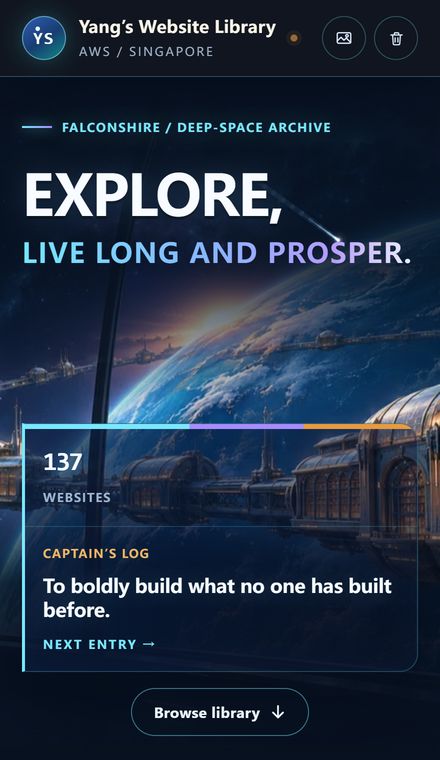 YS
Yang’s Website Library
AWS / SINGAPORE
FALCONSHIRE / DEEP-SPACE ARCHIVE
EXPLORE,
LIVE LONG AND PROSPER.
137
WEBSITES
CAPTAIN’S LOG
To boldly build what no one has built
before.
NEXT ENTRY →
Browse library ↓